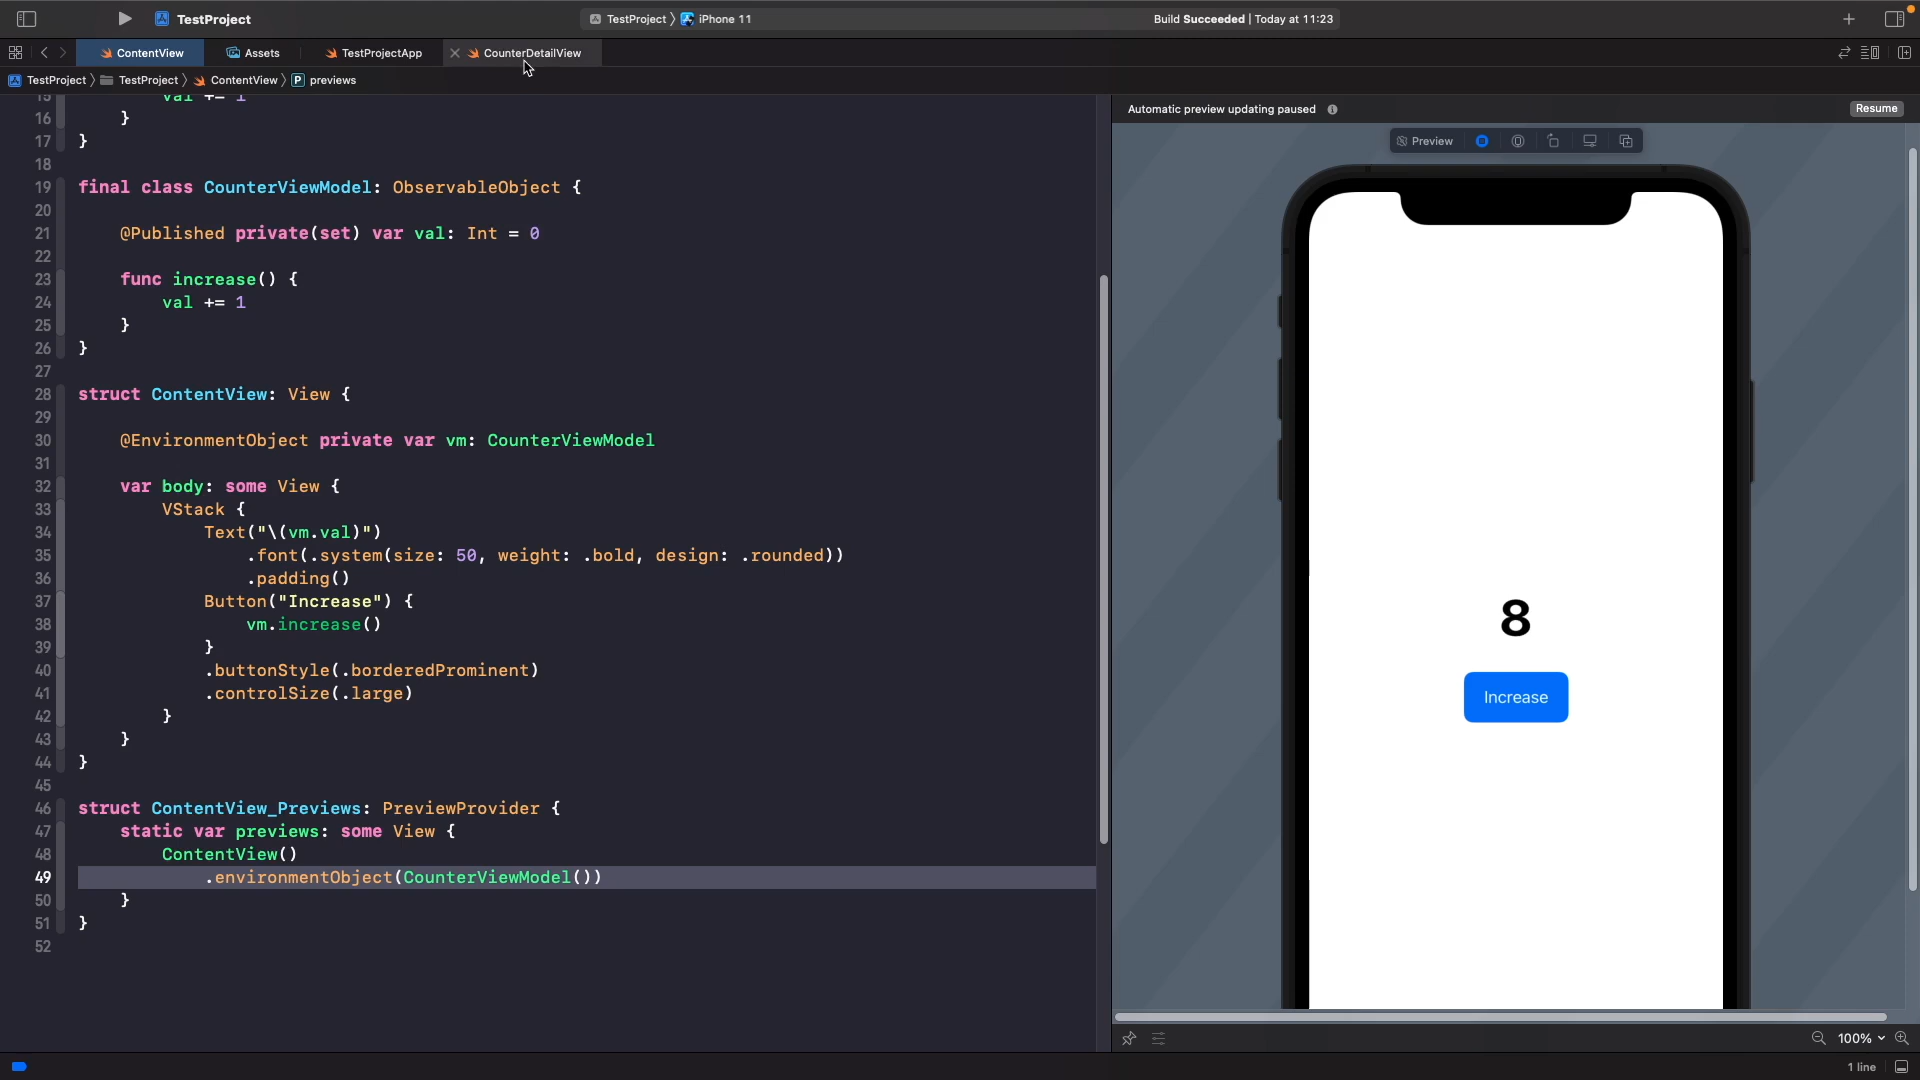 TestProject
TestProject iPhone 11
Build Succeeded | Today at 11:23
ContentView
Assets
TestProjectApp
CounterDetailView
TestProject TestProject ContentView P previews
15 val += 1
16 }
17 }
18
19 final class CounterViewModel: ObservableObject {
20
21 @Published private(set) var val: Int = 0
22
23 func increase() {
24 val += 1
25 }
26 }
27
28 struct ContentView: View {
29
30 @EnvironmentObject private var vm: CounterViewModel
31
32 var body: some View {
33 VStack {
34 Text("\(vm.val)")
35 .font(.system(size: 50, weight: .bold, design: .rounded))
36 .padding()
37 Button("Increase") {
38 vm.increase()
39 }
40 .buttonStyle(.borderedProminent)
41 .controlSize(.large)
42 }
43 }
44 }
45
46 struct ContentView_Previews: PreviewProvider {
47 static var previews: some View {
48 ContentView()
49 .environmentObject(CounterViewModel())
50 }
51 }
52
Automatic preview updating paused
Resume
Preview
8
Increase
100%
1 line